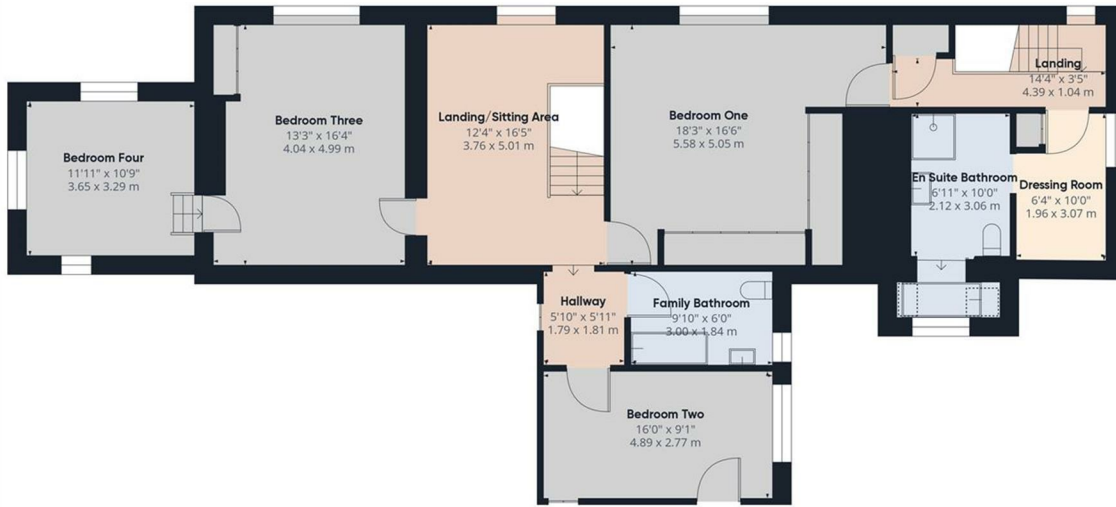 Bedroom Four
11'11" x 10'9"
3.65 x 3.29 m
Bedroom Three
13'3" x 16'4"
4.04 x 4.99 m
Landing/Sitting Area
12'4" x 16'5"
3.76 x 5.01 m
Bedroom One
18'3" x 16'6"
5.58 x 5.05 m
Landing
14'4" x 3'5"
4.39 x 1.04 m
En Suite Bathroom
6'11" x 10'0"
2.12 x 3.06 m
Dressing Room
6'4" x 10'0"
1.96 x 3.07 m
Hallway
5'10" x 5'11"
1.79 x 1.81 m
Family Bathroom
9'10" x 6'0"
3.00 x 1.84 m
Bedroom Two
16'0" x 9'1"
4.89 x 2.77 m